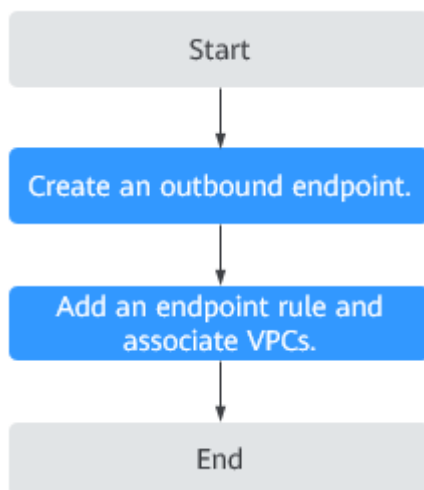 Start
Create an outbound endpoint.
Add an endpoint rule and
associate VPCs.
End